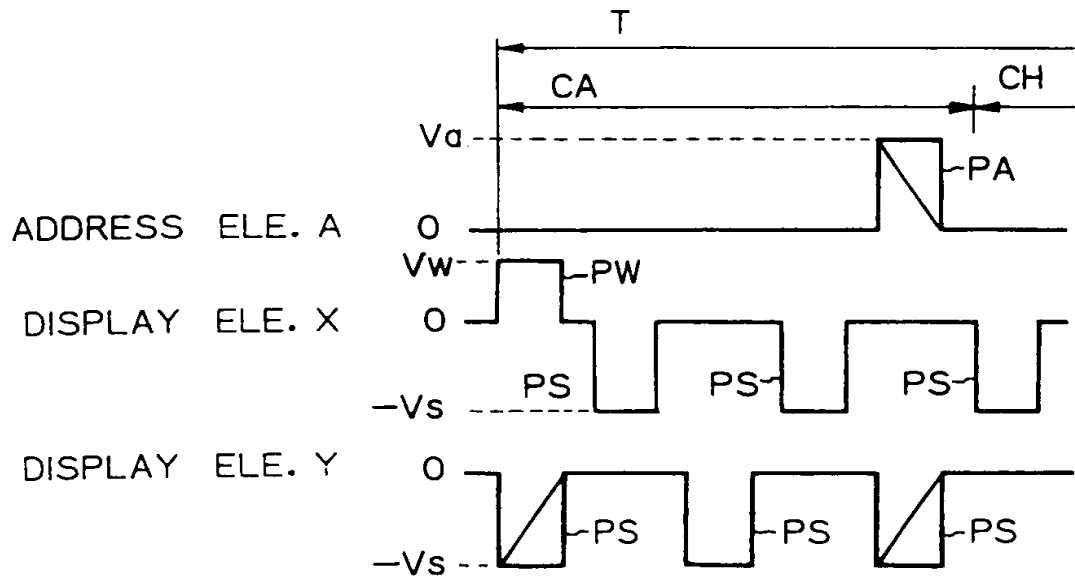 T
CA CH
Va
PA
ADDRESS ELE. A 0
Vw PW
DISPLAY ELE. X 0
PS PS PS
-Vs
DISPLAY ELE. Y 0
PS PS PS
-Vs